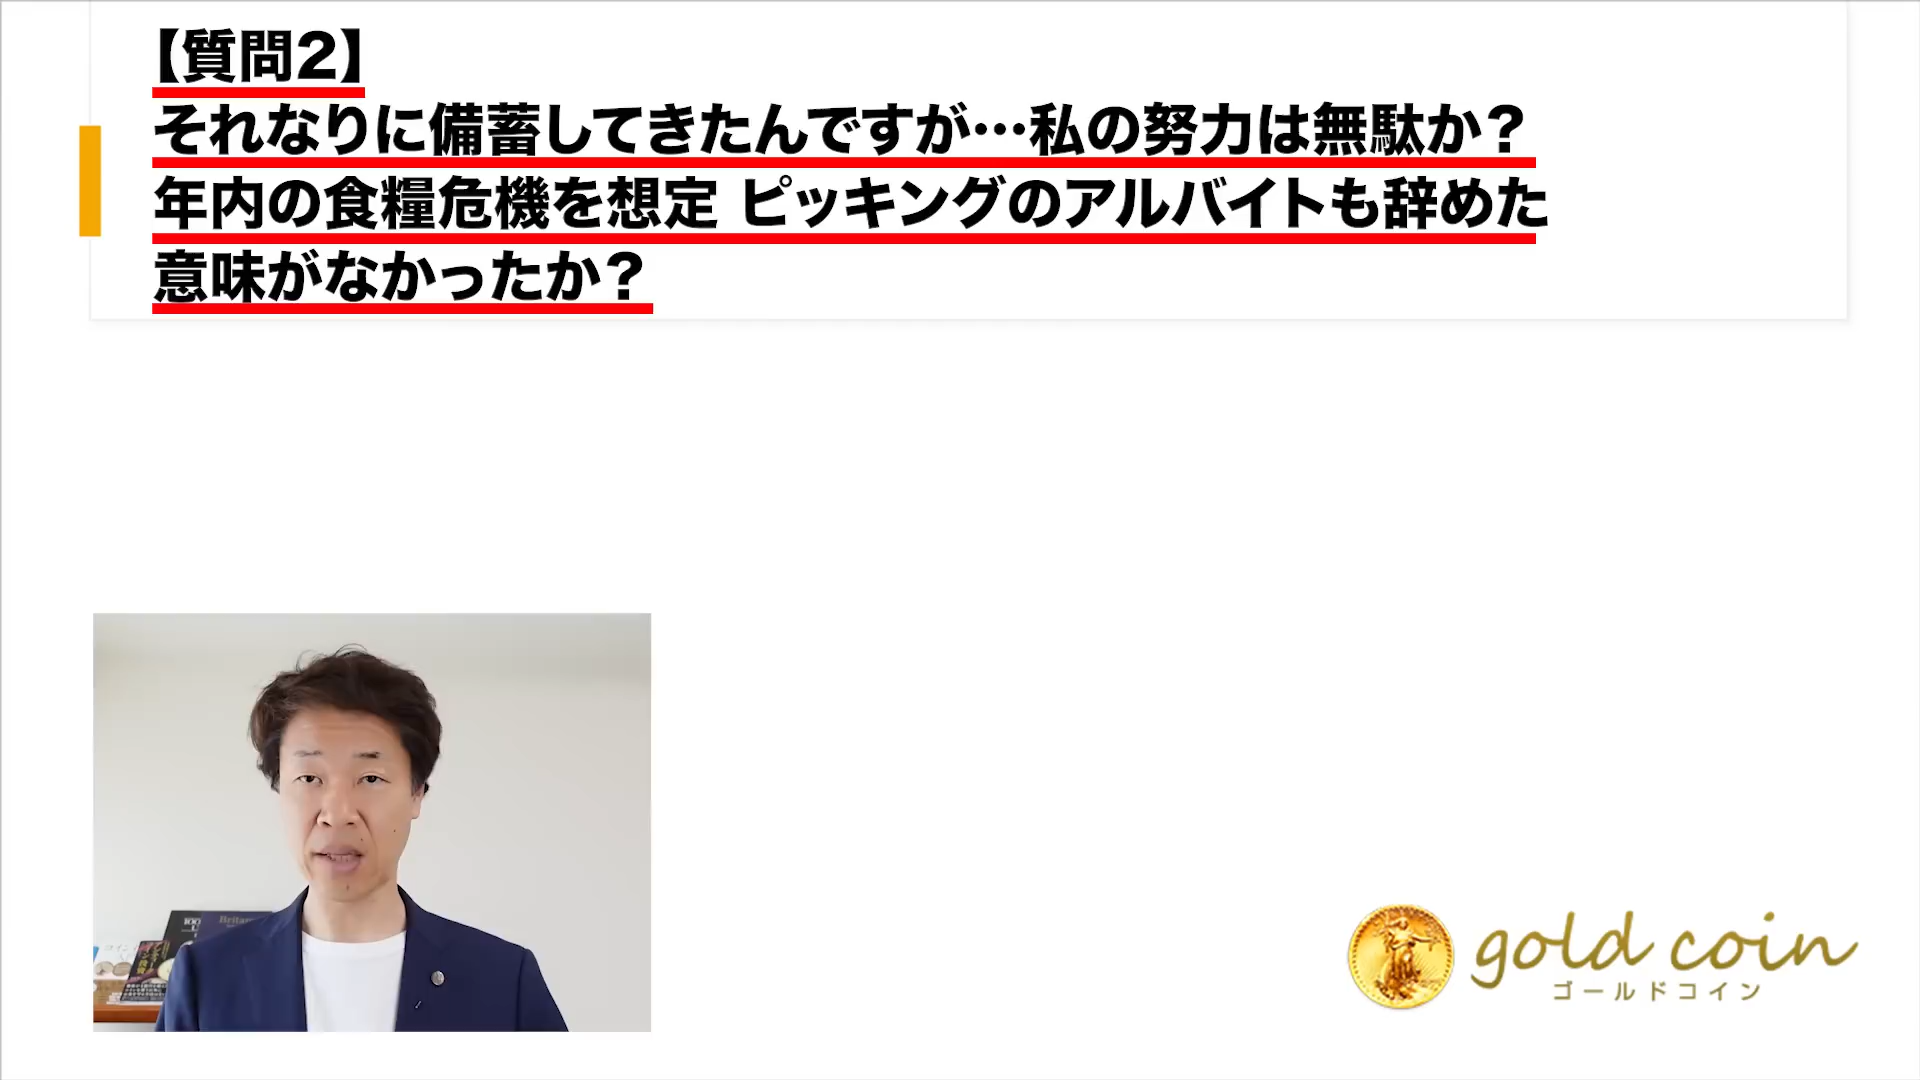 【質問2】
それなりに備蓄してきたんですが…私の努力は無駄か？
年内の食糧危機を想定 ピッキングのアルバイトも辞めた
意味がなかったか？
gold coin
ゴールドコイン